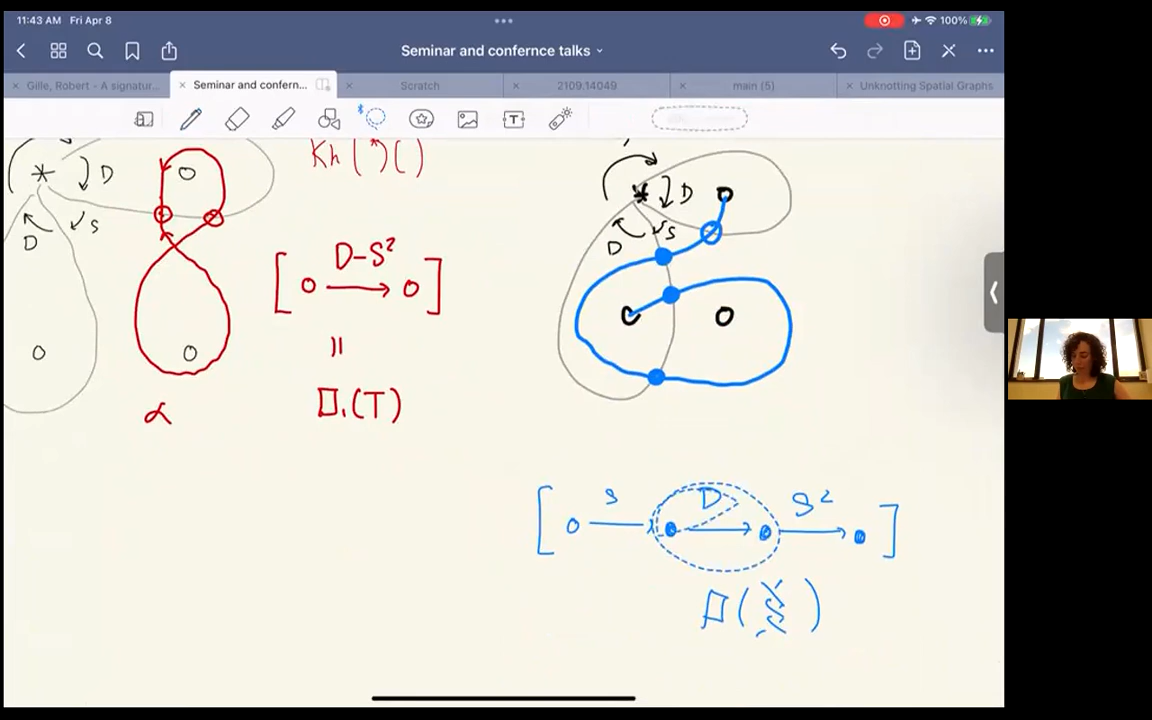 11:43 AM Fri Apr 8
100%
Seminar and confernce talks
Gille, Robert - A signatur...
Seminar and confern...
Scratch
2109.14049
main (5)
Unknotting Spatial Graphs
Kh(*)()
D
D
S
D-S²
o → o
=
α
(T)
D
D
S
[ o S → • D → • S² → • ]